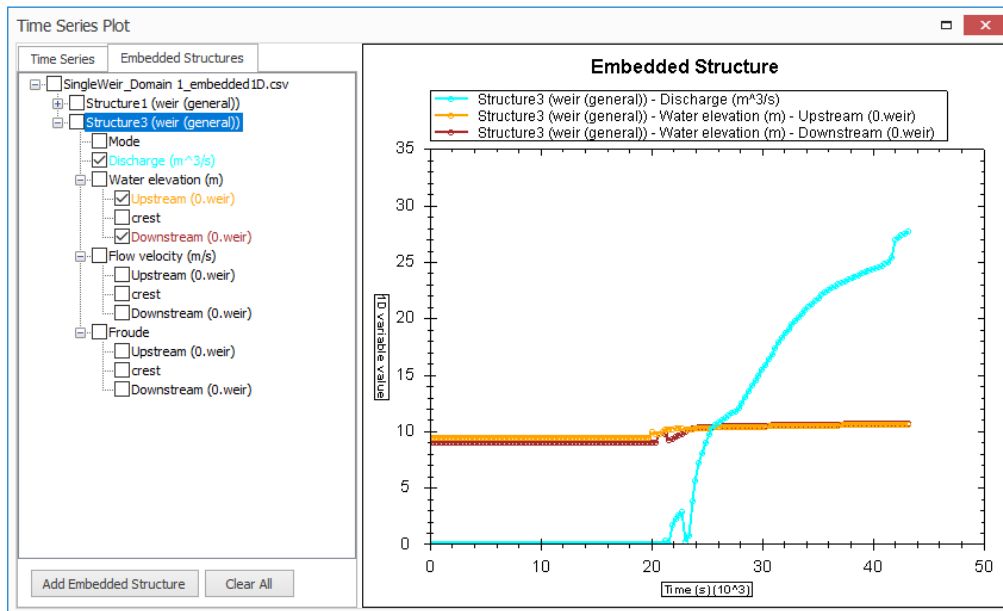 Time Series Plot
Time Series
Embedded Structures
SingleWeir_Domain 1_embedded1D.csv
Structure1 (weir (general))
Structure3 (weir (general))
Mode
Discharge (m^3/s)
Water elevation (m)
Upstream (0.weir)
crest
Downstream (0.weir)
Flow velocity (m/s)
Upstream (0.weir)
crest
Downstream (0.weir)
Froude
Upstream (0.weir)
crest
Downstream (0.weir)
Add Embedded Structure
Clear All
Embedded Structure
Structure3 (weir (general)) - Discharge (m^3/s)
Structure3 (weir (general)) - Water elevation (m) - Upstream (0.weir)
Structure3 (weir (general)) - Water elevation (m) - Downstream (0.weir)
35
30
25
20
15
10
5
0
1D variable value
0 10 20 30 40 50
Time (s) (10^3)